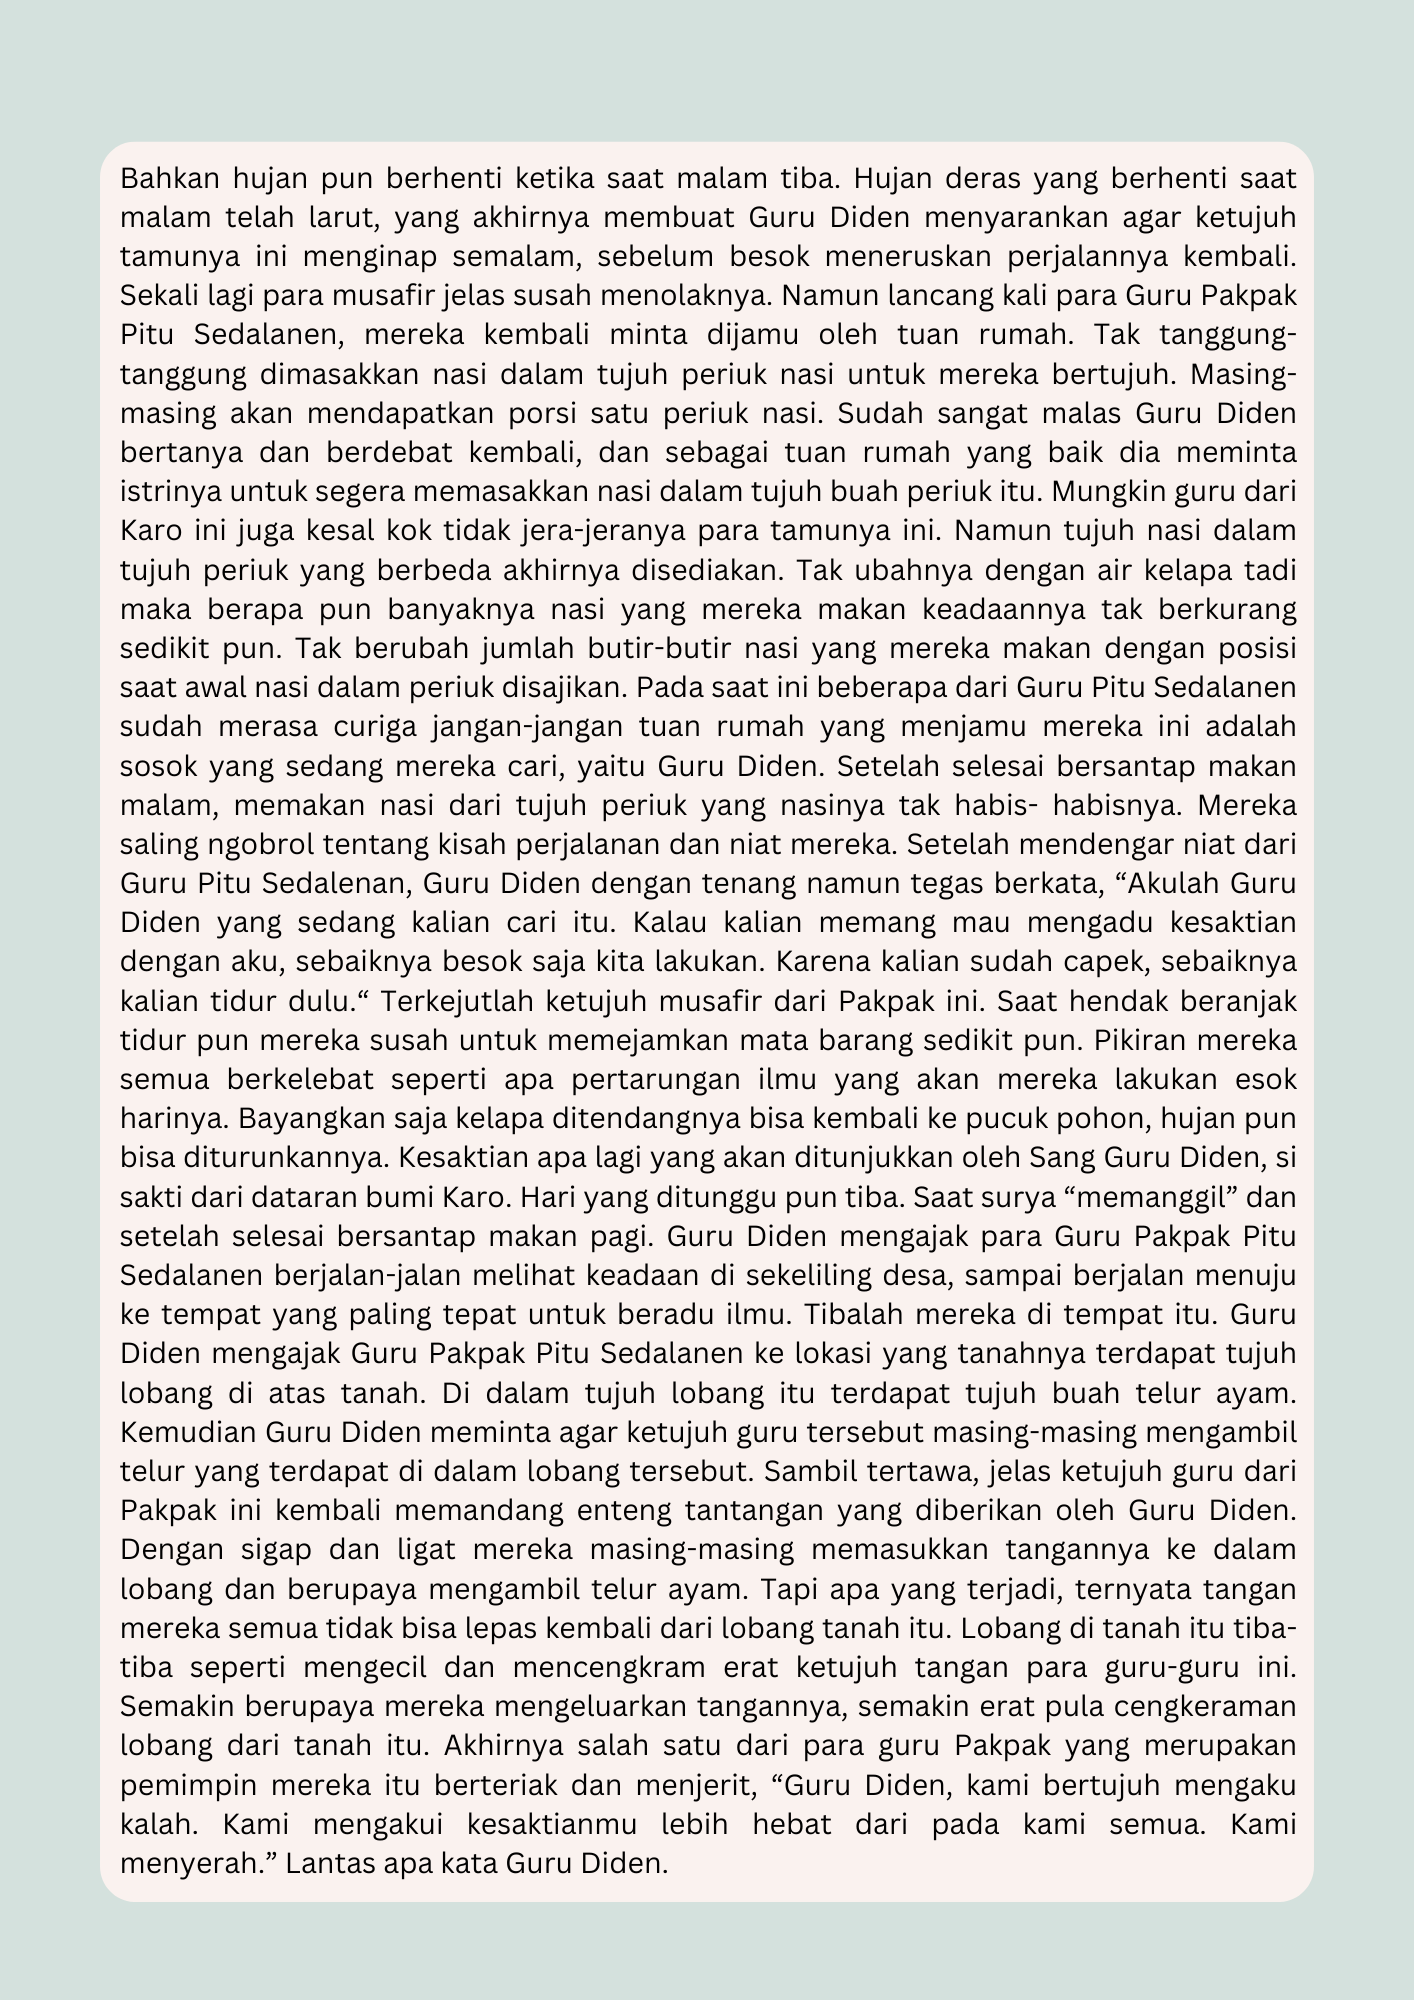 Bahkan hujan pun berhenti ketika saat malam tiba. Hujan deras yang berhenti saat
malam telah larut, yang akhirnya membuat Guru Diden menyarankan agar ketujuh
tamunya ini menginap semalam, sebelum besok meneruskan perjalannya kembali.
Sekali lagi para musafir jelas susah menolaknya. Namun lancang kali para Guru Pakpak
Pitu Sedalanen, mereka kembali minta dijamu oleh tuan rumah. Tak tanggung-
tanggung dimasakkan nasi dalam tujuh periuk nasi untuk mereka bertujuh. Masing-
masing akan mendapatkan porsi satu periuk nasi. Sudah sangat malas Guru Diden
bertanya dan berdebat kembali, dan sebagai tuan rumah yang baik dia meminta
istrinya untuk segera memasakkan nasi dalam tujuh buah periuk itu. Mungkin guru dari
Karo ini juga kesal kok tidak jera-jeranya para tamunya ini. Namun tujuh nasi dalam
tujuh periuk yang berbeda akhirnya disediakan. Tak ubahnya dengan air kelapa tadi
maka berapa pun banyaknya nasi yang mereka makan keadaannya tak berkurang
sedikit pun. Tak berubah jumlah butir-butir nasi yang mereka makan dengan posisi
saat awal nasi dalam periuk disajikan. Pada saat ini beberapa dari Guru Pitu Sedalanen
sudah merasa curiga jangan-jangan tuan rumah yang menjamu mereka ini adalah
sosok yang sedang mereka cari, yaitu Guru Diden. Setelah selesai bersantap makan
malam, memakan nasi dari tujuh periuk yang nasinya tak habis- habisnya. Mereka
saling ngobrol tentang kisah perjalanan dan niat mereka. Setelah mendengar niat dari
Guru Pitu Sedalenan, Guru Diden dengan tenang namun tegas berkata, “Akulah Guru
Diden yang sedang kalian cari itu. Kalau kalian memang mau mengadu kesaktian
dengan aku, sebaiknya besok saja kita lakukan. Karena kalian sudah capek, sebaiknya
kalian tidur dulu.“ Terkejutlah ketujuh musafir dari Pakpak ini. Saat hendak beranjak
tidur pun mereka susah untuk memejamkan mata barang sedikit pun. Pikiran mereka
semua berkelebat seperti apa pertarungan ilmu yang akan mereka lakukan esok
harinya. Bayangkan saja kelapa ditendangnya bisa kembali ke pucuk pohon, hujan pun
bisa diturunkannya. Kesaktian apa lagi yang akan ditunjukkan oleh Sang Guru Diden, si
sakti dari dataran bumi Karo. Hari yang ditunggu pun tiba. Saat surya “memanggil” dan
setelah selesai bersantap makan pagi. Guru Diden mengajak para Guru Pakpak Pitu
Sedalanen berjalan-jalan melihat keadaan di sekeliling desa, sampai berjalan menuju
ke tempat yang paling tepat untuk beradu ilmu. Tibalah mereka di tempat itu. Guru
Diden mengajak Guru Pakpak Pitu Sedalanen ke lokasi yang tanahnya terdapat tujuh
lobang di atas tanah. Di dalam tujuh lobang itu terdapat tujuh buah telur ayam.
Kemudian Guru Diden meminta agar ketujuh guru tersebut masing-masing mengambil
telur yang terdapat di dalam lobang tersebut. Sambil tertawa, jelas ketujuh guru dari
Pakpak ini kembali memandang enteng tantangan yang diberikan oleh Guru Diden.
Dengan sigap dan ligat mereka masing-masing memasukkan tangannya ke dalam
lobang dan berupaya mengambil telur ayam. Tapi apa yang terjadi, ternyata tangan
mereka semua tidak bisa lepas kembali dari lobang tanah itu. Lobang di tanah itu tiba-
tiba seperti mengecil dan mencengkram erat ketujuh tangan para guru-guru ini.
Semakin berupaya mereka mengeluarkan tangannya, semakin erat pula cengkeraman
lobang dari tanah itu. Akhirnya salah satu dari para guru Pakpak yang merupakan
pemimpin mereka itu berteriak dan menjerit, “Guru Diden, kami bertujuh mengaku
kalah. Kami mengakui kesaktianmu lebih hebat dari pada kami semua. Kami
menyerah.” Lantas apa kata Guru Diden.